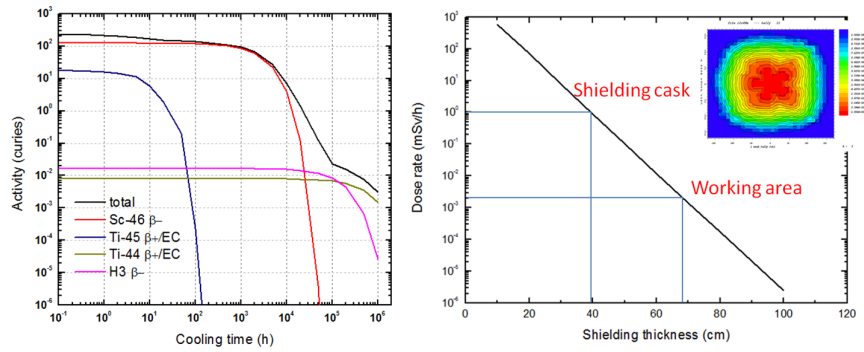 10³
10²
10¹
10⁰
10⁻¹
10⁻²
10⁻³
10⁻⁴
10⁻⁵
10⁻⁶
Activity (curies)
total
Sc-46 β−
Ti-45 β+/EC
Ti-44 β+/EC
H3 β−
10⁻¹ 10⁰ 10¹ 10² 10³ 10⁴ 10⁵ 10⁶
Cooling time (h)
10³
10²
10¹
10⁰
10⁻¹
10⁻²
10⁻³
10⁻⁴
10⁻⁵
10⁻⁶
Dose rate (mSv/h)
Shielding cask
Working area
0 20 40 60 80 100 120
Shielding thickness (cm)